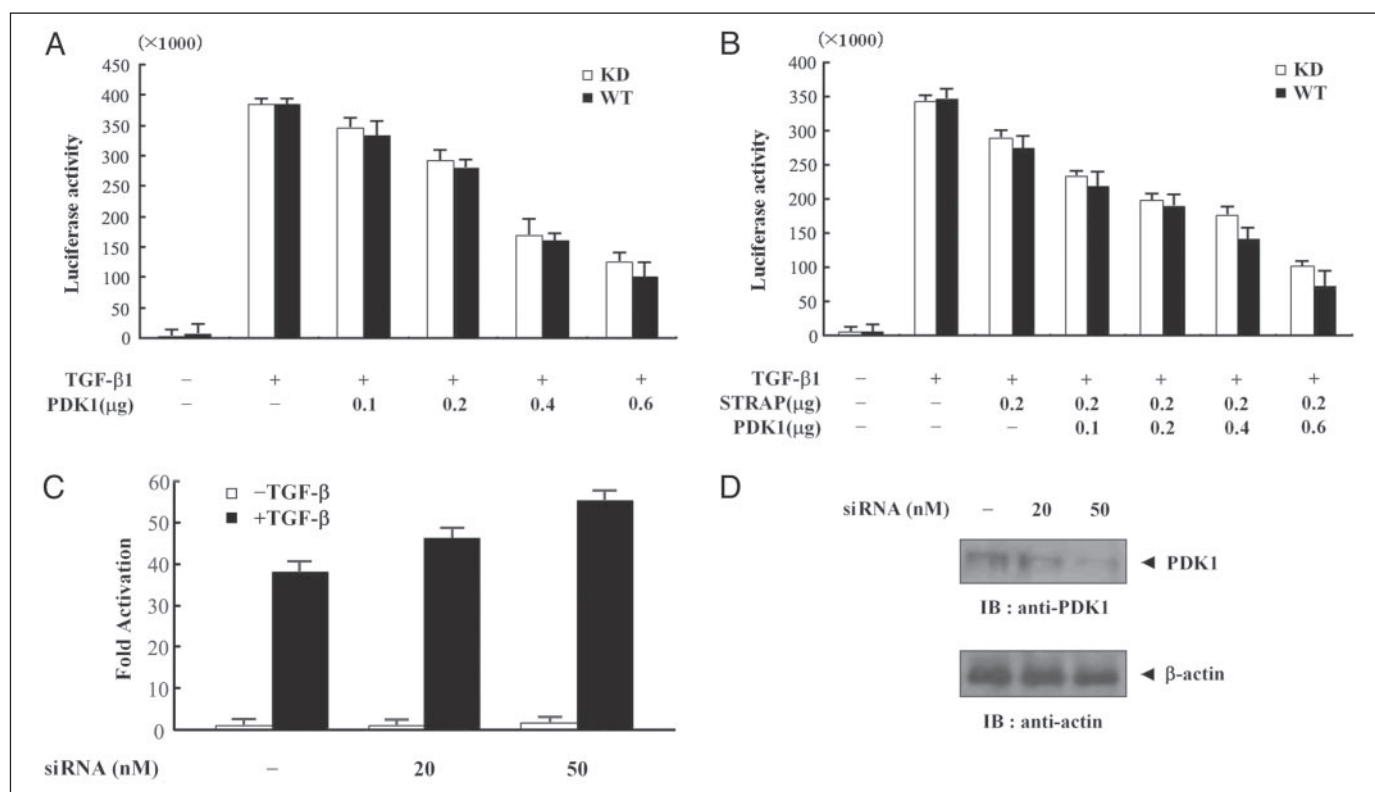 A
(×1000)
Luciferase activity
450
400
350
300
250
200
150
100
50
0
KD
WT
TGF-β1 − + + + + +
PDK1(μg) − − 0.1 0.2 0.4 0.6
B
(×1000)
Luciferase activity
400
350
300
250
200
150
100
50
0
KD
WT
TGF-β1 − + + + + + +
STRAP(μg) − − 0.2 0.2 0.2 0.2 0.2
PDK1(μg) − − − 0.1 0.2 0.4 0.6
C
Fold Activation
60
50
40
30
20
10
0
−TGF-β
+TGF-β
siRNA (nM) − 20 50
D
siRNA (nM) − 20 50
PDK1
IB : anti-PDK1
β-actin
IB : anti-actin